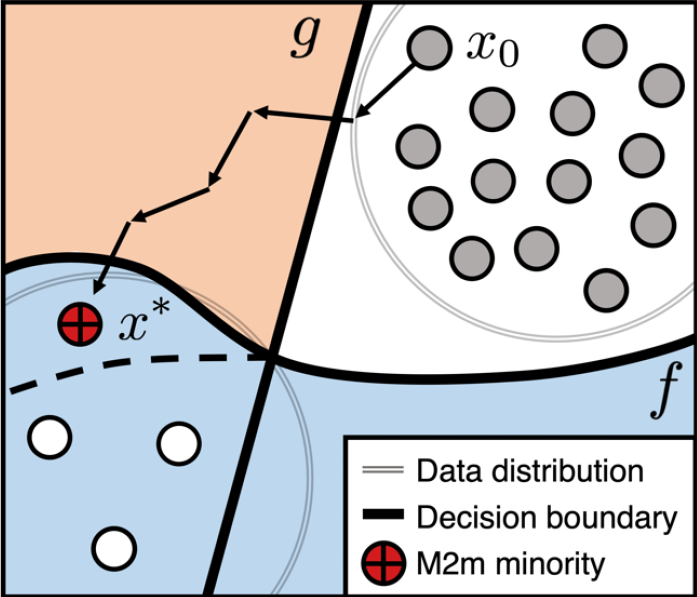 g
x₀
x*
f
Data distribution
Decision boundary
M2m minority